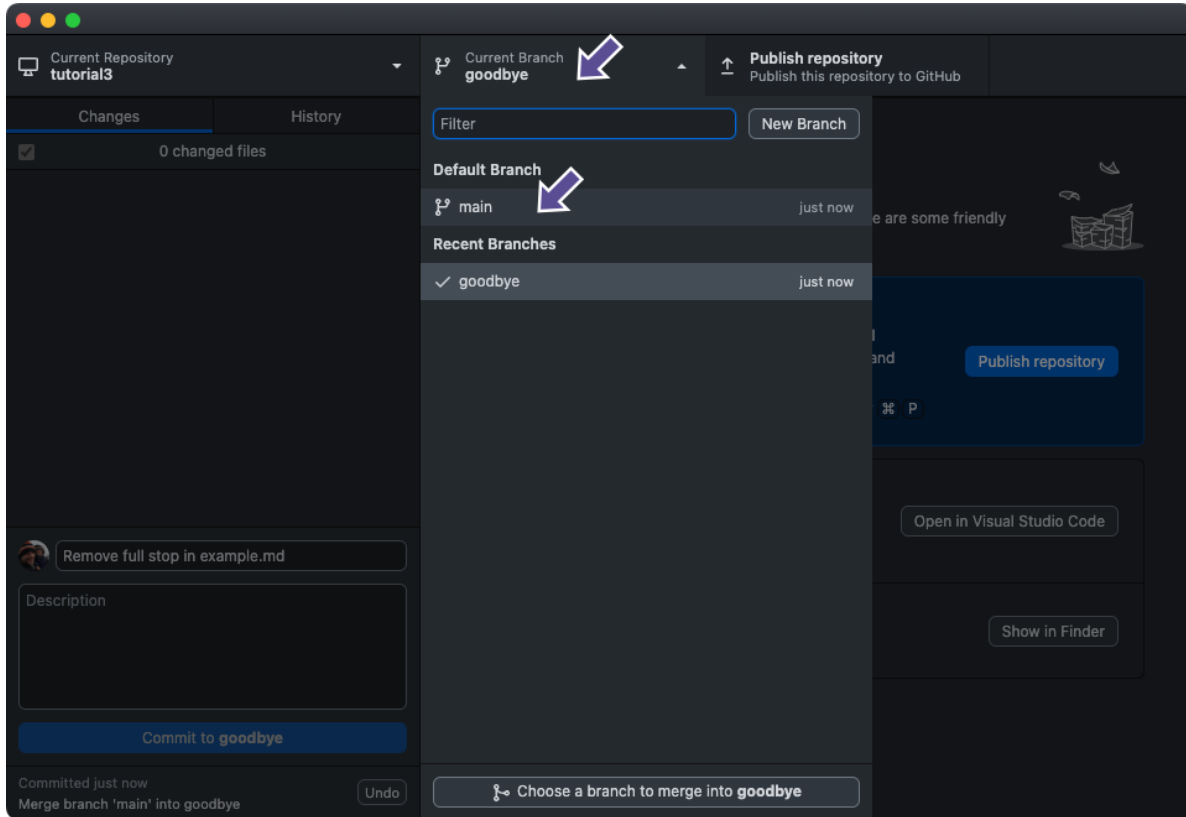 Current Repository
tutorial3
Current Branch
goodbye
Publish repository
Publish this repository to GitHub
Changes
History
0 changed files
Filter
New Branch
Default Branch
main
just now
Recent Branches
goodbye
just now
e are some friendly
and
Publish repository
⌘ P
Open in Visual Studio Code
Show in Finder
Remove full stop in example.md
Description
Commit to goodbye
Committed just now
Merge branch 'main' into goodbye
Undo
Choose a branch to merge into goodbye